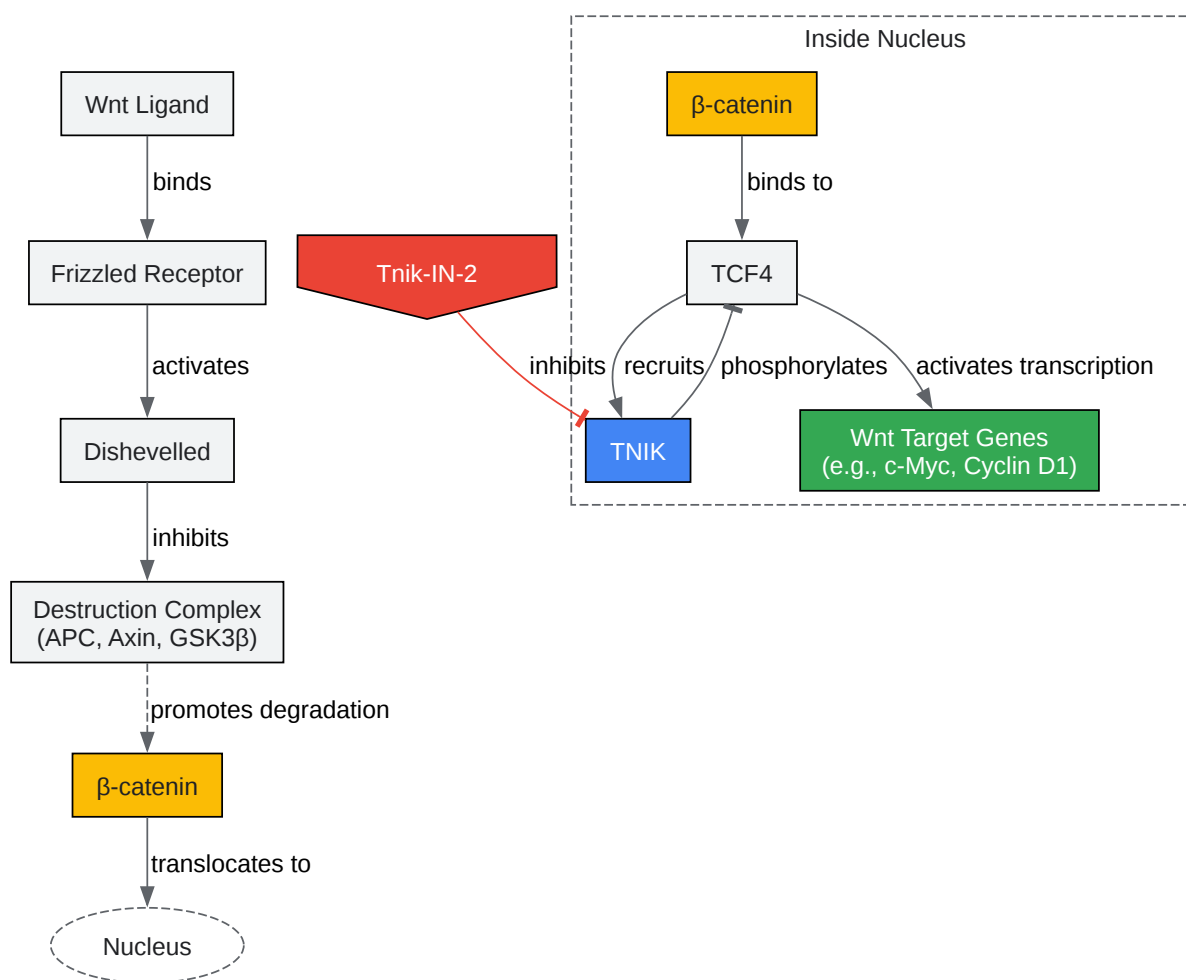 Inside Nucleus
Wnt Ligand
β-catenin
binds
binds to
Frizzled Receptor
Tnik-IN-2
TCF4
activates
inhibits
recruits
phosphorylates
activates transcription
Dishevelled
TNIK
Wnt Target Genes
(e.g., c-Myc, Cyclin D1)
inhibits
Destruction Complex
(APC, Axin, GSK3β)
promotes degradation
β-catenin
translocates to
Nucleus